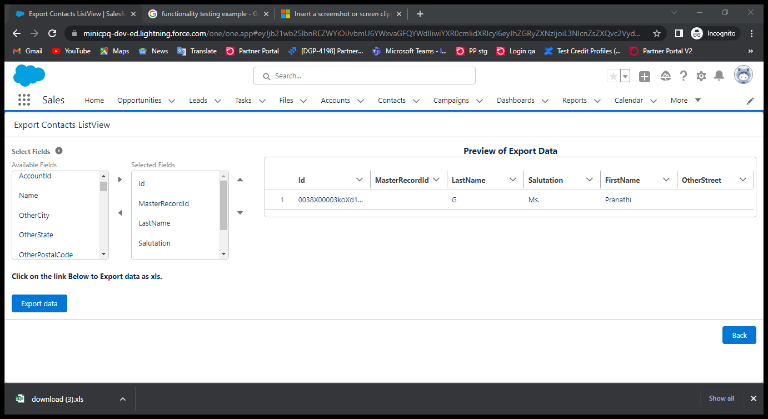 Export Contacts ListView | Salesf
functionality testing example - G
Insert a screenshot or screen clip
minicpq-dev-ed.lightning.force.com
Incognito
Gmail YouTube Maps News Translate Partner Portal [DGP-4198] Partner... Microsoft Teams - I... PP stg Login qa Test Credit Profiles (... Partner Portal V2
Search...
Sales Home Opportunities Leads Tasks Files Accounts Contacts Campaigns Dashboards Reports Calendar More
Export Contacts ListView
Select Fields
Available Fields
AccountId
Name
OtherCity
OtherState
OtherPostalCode
Selected Fields
Id
MasterRecordId
LastName
Salutation
Preview of Export Data
Id MasterRecordId LastName Salutation FirstName OtherStreet
1 0038X00003koXd1... G Ms. Pranathi
Click on the link Below to Export data as xls.
Export data
Back
download (3).xls
Show all